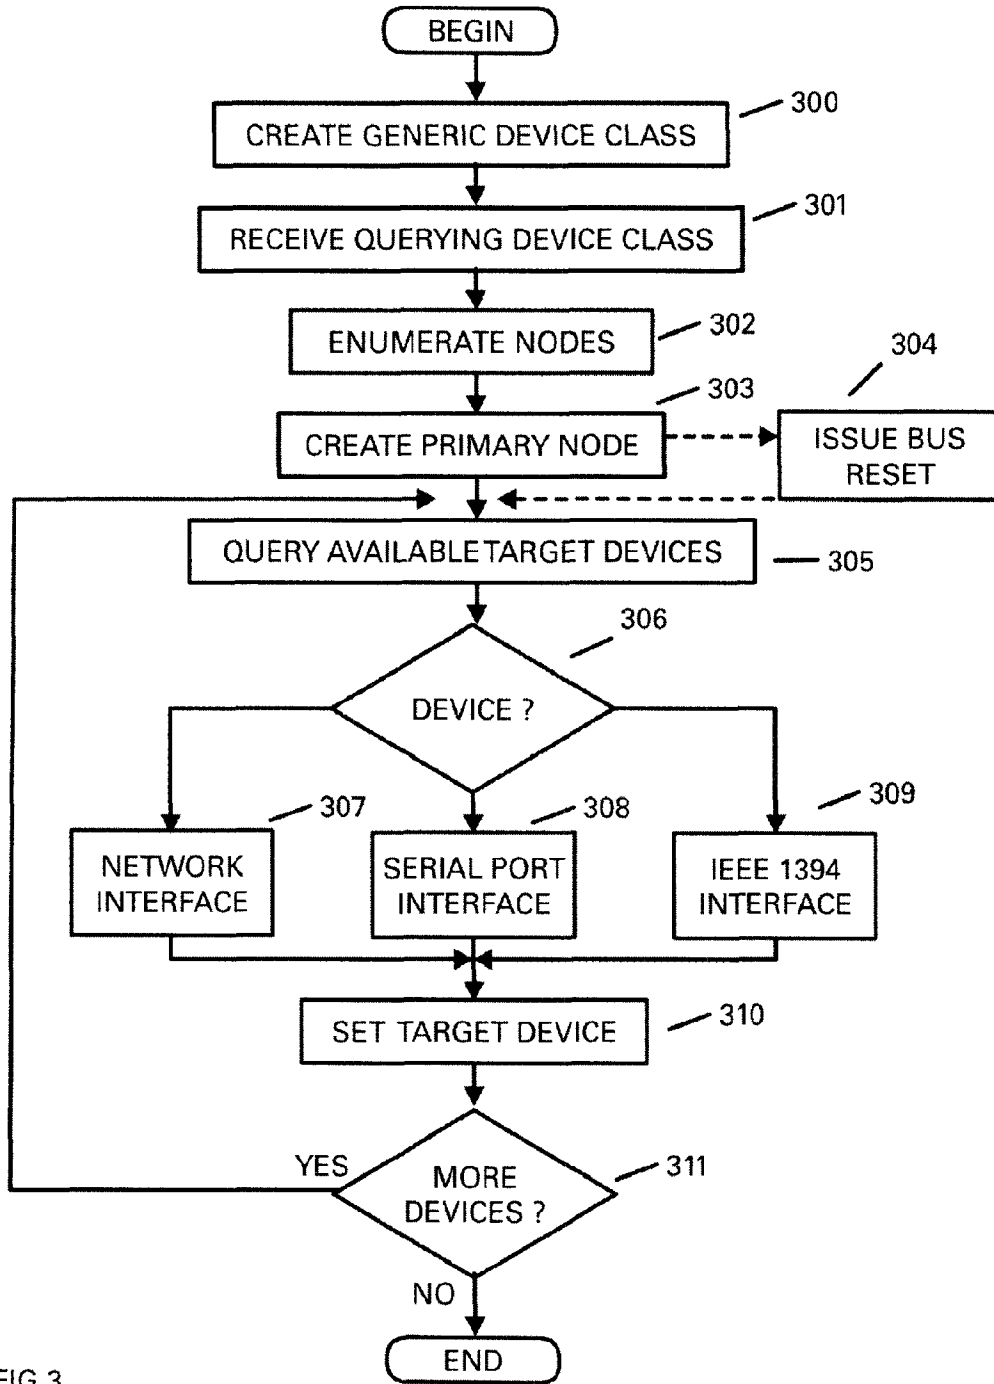 BEGIN
300
CREATE GENERIC DEVICE CLASS
301
RECEIVE QUERYING DEVICE CLASS
302
ENUMERATE NODES
303
304
CREATE PRIMARY NODE
ISSUE BUS
RESET
QUERY AVAILABLE TARGET DEVICES
305
306
DEVICE ?
307
308
309
NETWORK
INTERFACE
SERIAL PORT
INTERFACE
IEEE 1394
INTERFACE
310
SET TARGET DEVICE
YES
311
MORE
DEVICES ?
NO
END
FIG 3